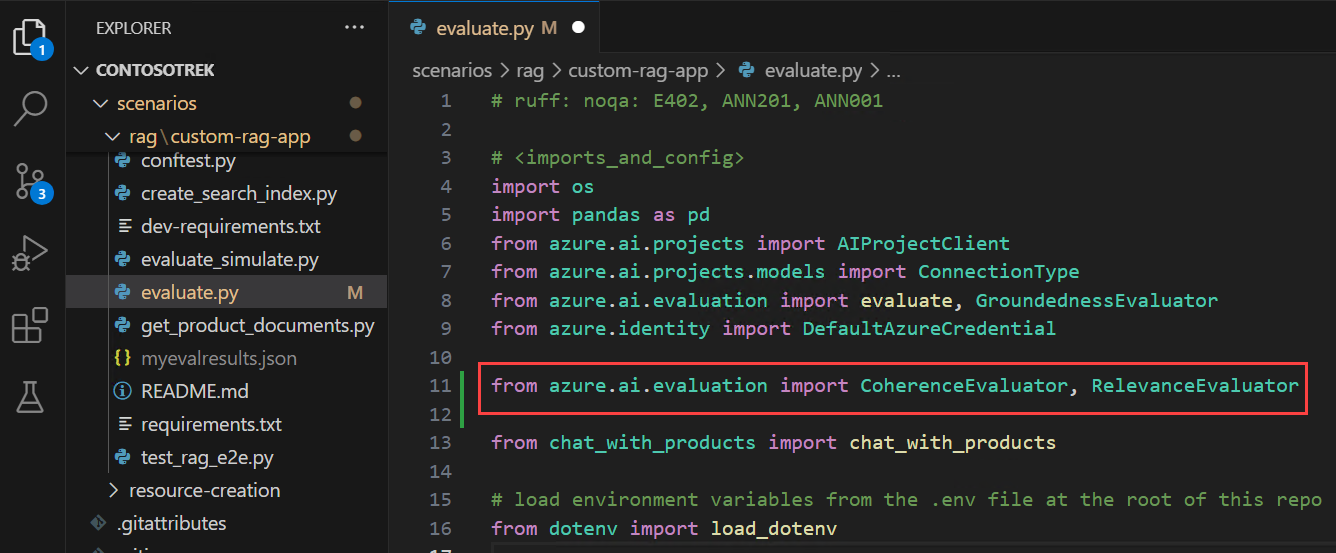 EXPLORER
...
evaluate.py M
1
CONTOSOTREK
scenarios
rag\custom-rag-app
conftest.py
create_search_index.py
3
dev-requirements.txt
evaluate_simulate.py
evaluate.py M
get_product_documents.py
{} myevalresults.json
README.md
requirements.txt
test_rag_e2e.py
resource-creation
.gitattributes
scenarios > rag > custom-rag-app > evaluate.py > ...
1 # ruff: noqa: E402, ANN201, ANN001
2
3 # <imports_and_config>
4 import os
5 import pandas as pd
6 from azure.ai.projects import AIProjectClient
7 from azure.ai.projects.models import ConnectionType
8 from azure.ai.evaluation import evaluate, GroundednessEvaluator
9 from azure.identity import DefaultAzureCredential
10
11 from azure.ai.evaluation import CoherenceEvaluator, RelevanceEvaluator
12
13 from chat_with_products import chat_with_products
14
15 # load environment variables from the .env file at the root of this repo
16 from dotenv import load_dotenv
17